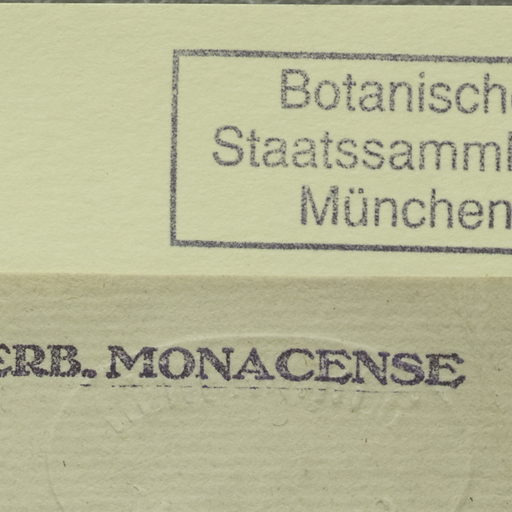 Botanische
Staatssamml
München
ERB. MONACENSE